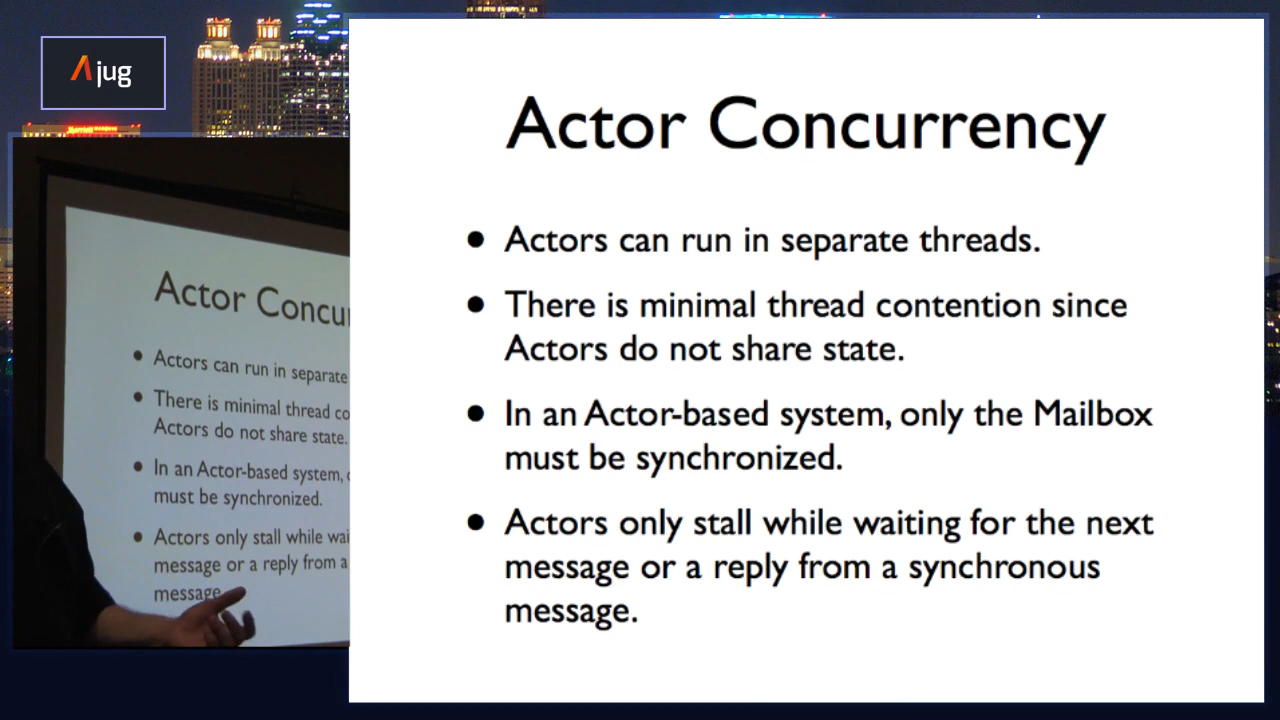 jug
Actor Concurrency
• Actors can run in separate threads.
• There is minimal thread contention since
Actors do not share state.
• In an Actor-based system, only the Mailbox
must be synchronized.
• Actors only stall while waiting for the next
message or a reply from a synchronous
message.
Actor Concu
• Actors can run in separate
• There is minimal thread co
Actors do not share state.
• In an Actor-based system,
must be synchronized.
• Actors only stall while wai
message or a reply from a
message.